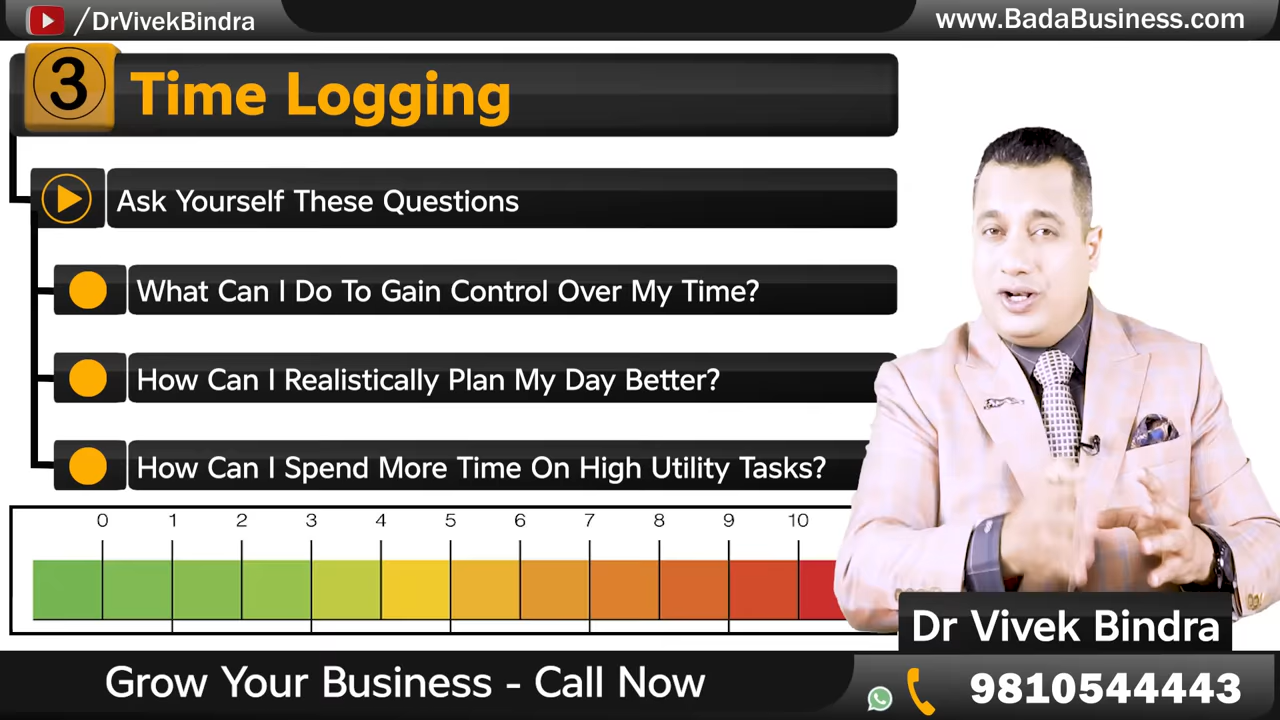 /DrVivekBindra
www.BadaBusiness.com
3 Time Logging
Ask Yourself These Questions
What Can I Do To Gain Control Over My Time?
How Can I Realistically Plan My Day Better?
How Can I Spend More Time On High Utility Tasks?
0 1 2 3 4 5 6 7 8 9 10
Dr Vivek Bindra
Grow Your Business - Call Now
9810544443